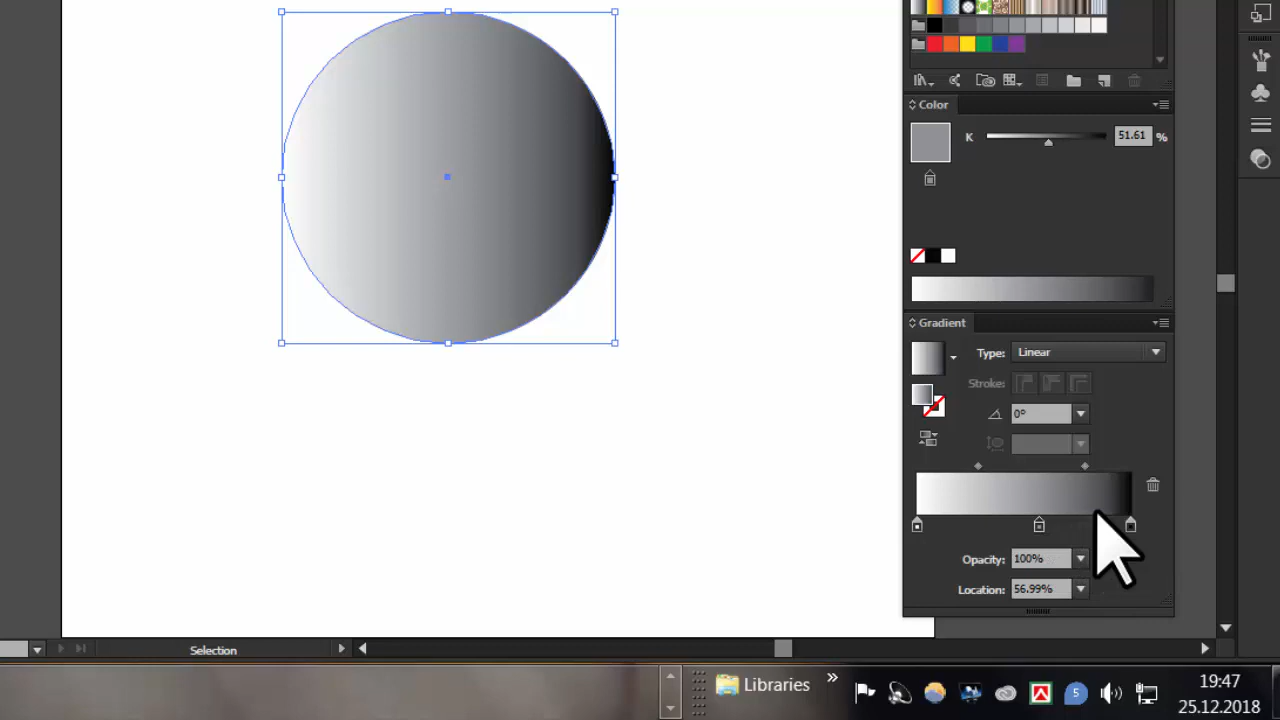 Color
K
51.61
%
Gradient
Type:
Linear
Stroke:
0°
Opacity:
100%
Location:
56.99%
Selection
Libraries
»
5
19:47
25.12.2018